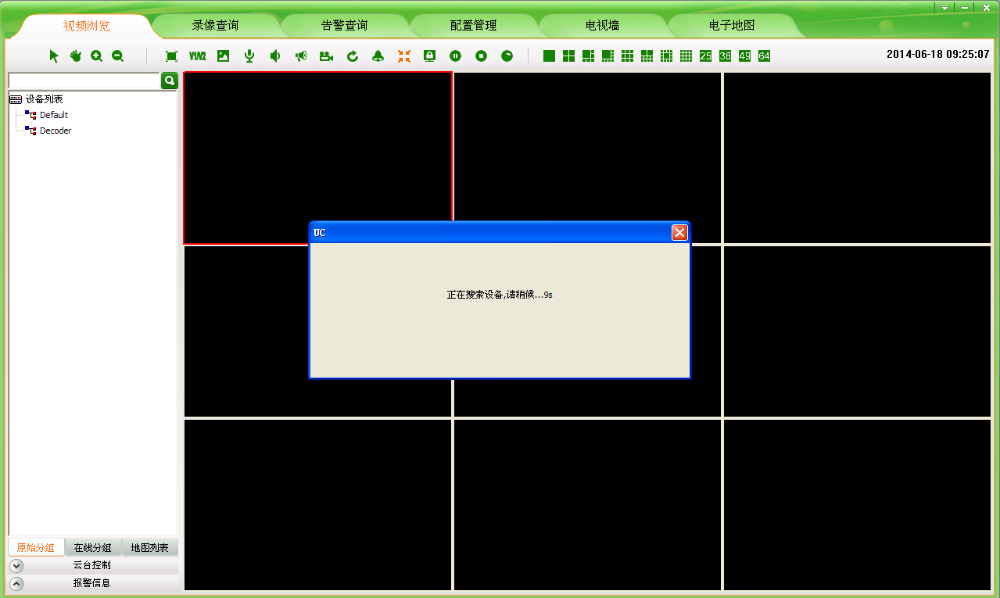 视频浏览 录像查询 告警查询 配置管理 电视墙 电子地图
VIN2 25 36 49 64 2014-06-18 09:25:07
设备列表
Default
Decoder
UC
正在搜索设备,请稍候...9s
原始分组 在线分组 地图列表
云台控制
报警信息